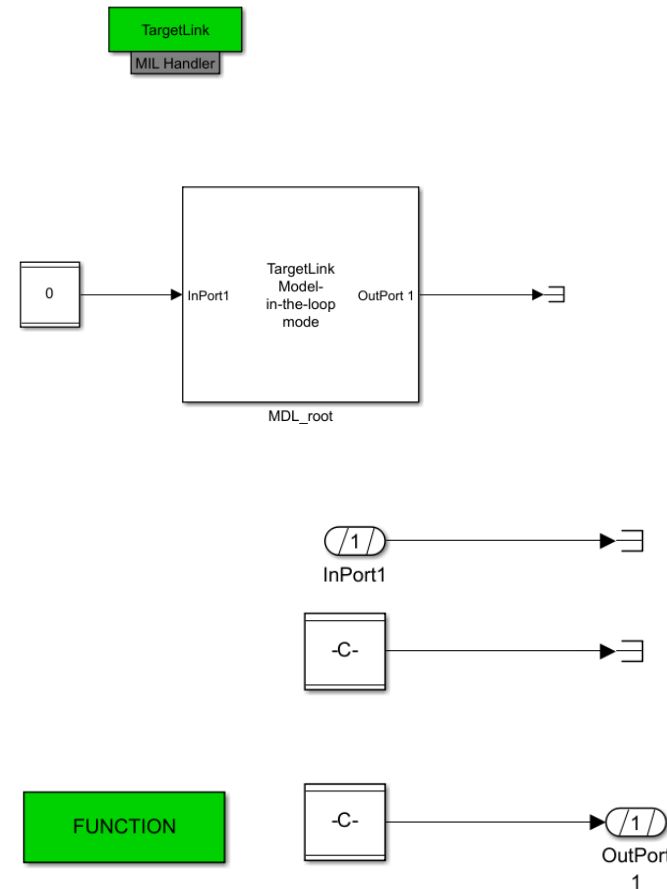 TargetLink
MIL Handler
TargetLink
Model-
in-the-loop
mode
0
InPort1
OutPort 1
MDL_root
1
InPort1
-C-
-C-
FUNCTION
1
OutPort
1